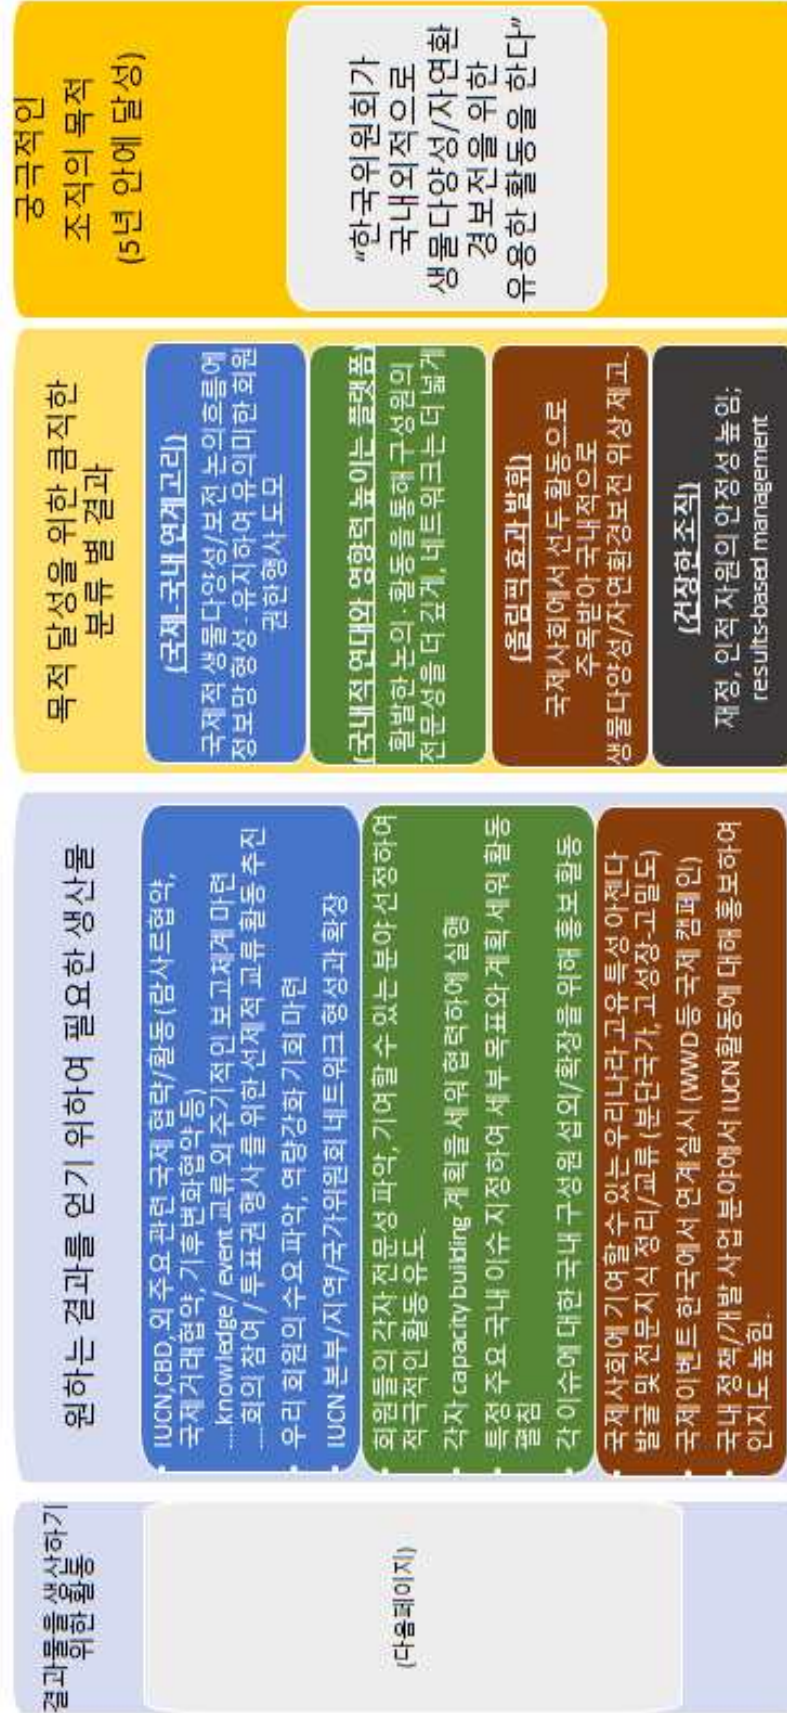 결과물을 생사하기
위한 활동
(다음페이지)
원하는 결과를 얻기 위하여 필요한 생산물
IUCN,CBD,외 주요 관련 국제 협약/활동 (람사르협약,
국제거래협약, 기후변화협약 등)
......knowledge / event 교류 외 주기적인 보고체계 마련
......회의 참여 / 투표권 행사 를 위한 선제적 교류 활동 추진
우리 회원의 수요파악, 역량강화 기회 마련
IUCN 본부/지역/국가위원회 네트워크 형성과 확장
회원들의 각자 전문성 파악, 기여할 수 있는 분야 선정하여
적극적인 활동 유도.
각자 capacity building 계획을 세워 협력하에 실행
특정 주요 국내 이슈 지정하여 세부 목표와 계획 세워 활동
결집
각 이슈에 대한 국내 구성원 섭외/확장을 위해 홍보 활동
국제사회에 기여할 수 있는 우리나라 고유 특성 아젠다
발굴 및 전문지식 정리/교류 (분단국가, 고성장-고밀도)
국제이벤트 한국에서 연계실시 (WWD 등 국제 캠페인)
국내 정책/개발 사업 분야에서 IUCN활동에 대해 홍보하여
인지도 높임.
목적 달성을 위한 큼직한
분류 별 결과
(국제-국내 연계고리)
국제적 생물다양성/보전 논의흐름에
정보망 형성·유지하여 유의미한 회원
권한행사 도모
(국내적 연대와 영향력 높이는 플랫폼)
활발한 논의·활동을통해 구성원의
전문성을 더 깊게, 네트워크는 더 넓게
(올림픽 효과 발휘)
국제사회에서 선두 활동으로
주목받아 국내적으로
생물다양성/자연환경보전 위상 제고.
(건장한 조직)
재정, 인적 자원의 안정성 높임;
results-based management
궁극적인
조직의 목적
(5년 안에 달성)
“한국위원회가
국내외적으로
생물다양성/자연환
경보전을 위한
유용한 활동을 한다”